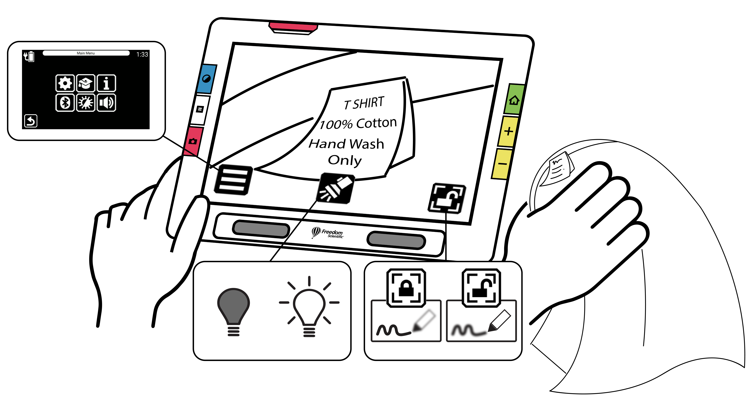 Main Menu
1:33
T SHIRT
100% Cotton
Hand Wash
Only
Freedom
Scientific